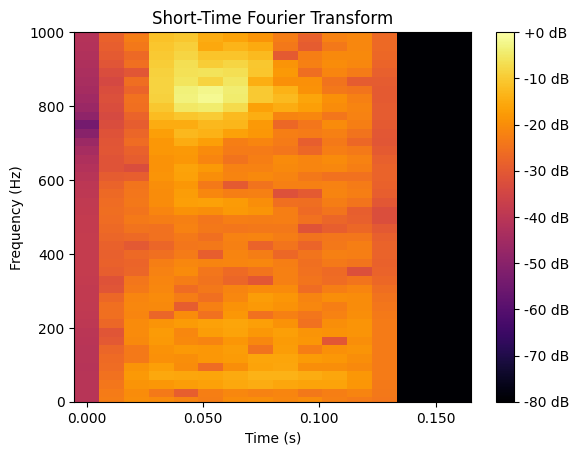 Short-Time Fourier Transform
Frequency (Hz)
1000
800
600
400
200
0
0.000
0.050
0.100
0.150
Time (s)
+0 dB
-10 dB
-20 dB
-30 dB
-40 dB
-50 dB
-60 dB
-70 dB
-80 dB